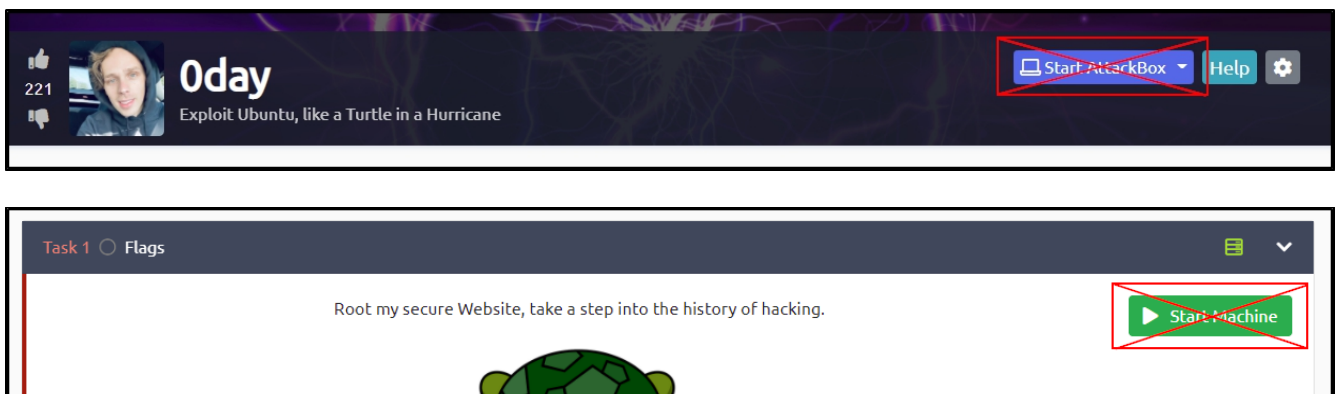 221
0day
Exploit Ubuntu, like a Turtle in a Hurricane
Start AttackBox
Help
Task 1 Flags
Root my secure Website, take a step into the history of hacking.
Start Machine